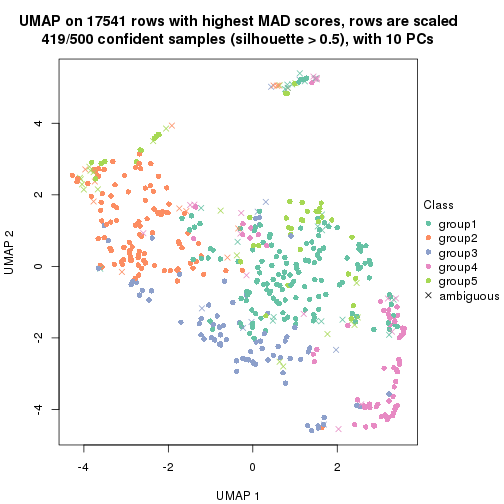 UMAP on 17541 rows with highest MAD scores, rows are scaled
419/500 confident samples (silhouette > 0.5), with 10 PCs
UMAP 2
4
2
0
-2
-4
-4
-2
0
2
UMAP 1
Class
group1
group2
group3
group4
group5
ambiguous